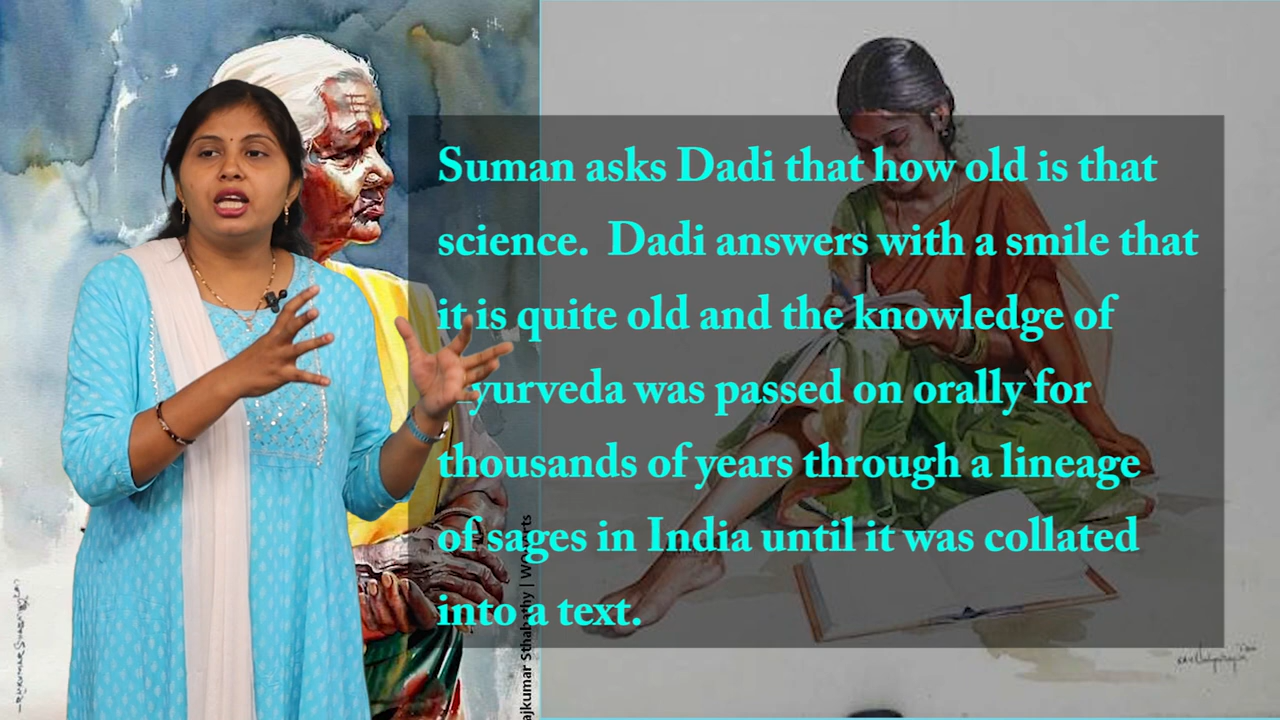 Suman asks Dadi that how old is that
science. Dadi answers with a smile that
it is quite old and the knowledge of
yurveda was passed on orally for
thousands of years through a lineage
of sages in India until it was collated
into a text.
ajkumar Sthabathy |